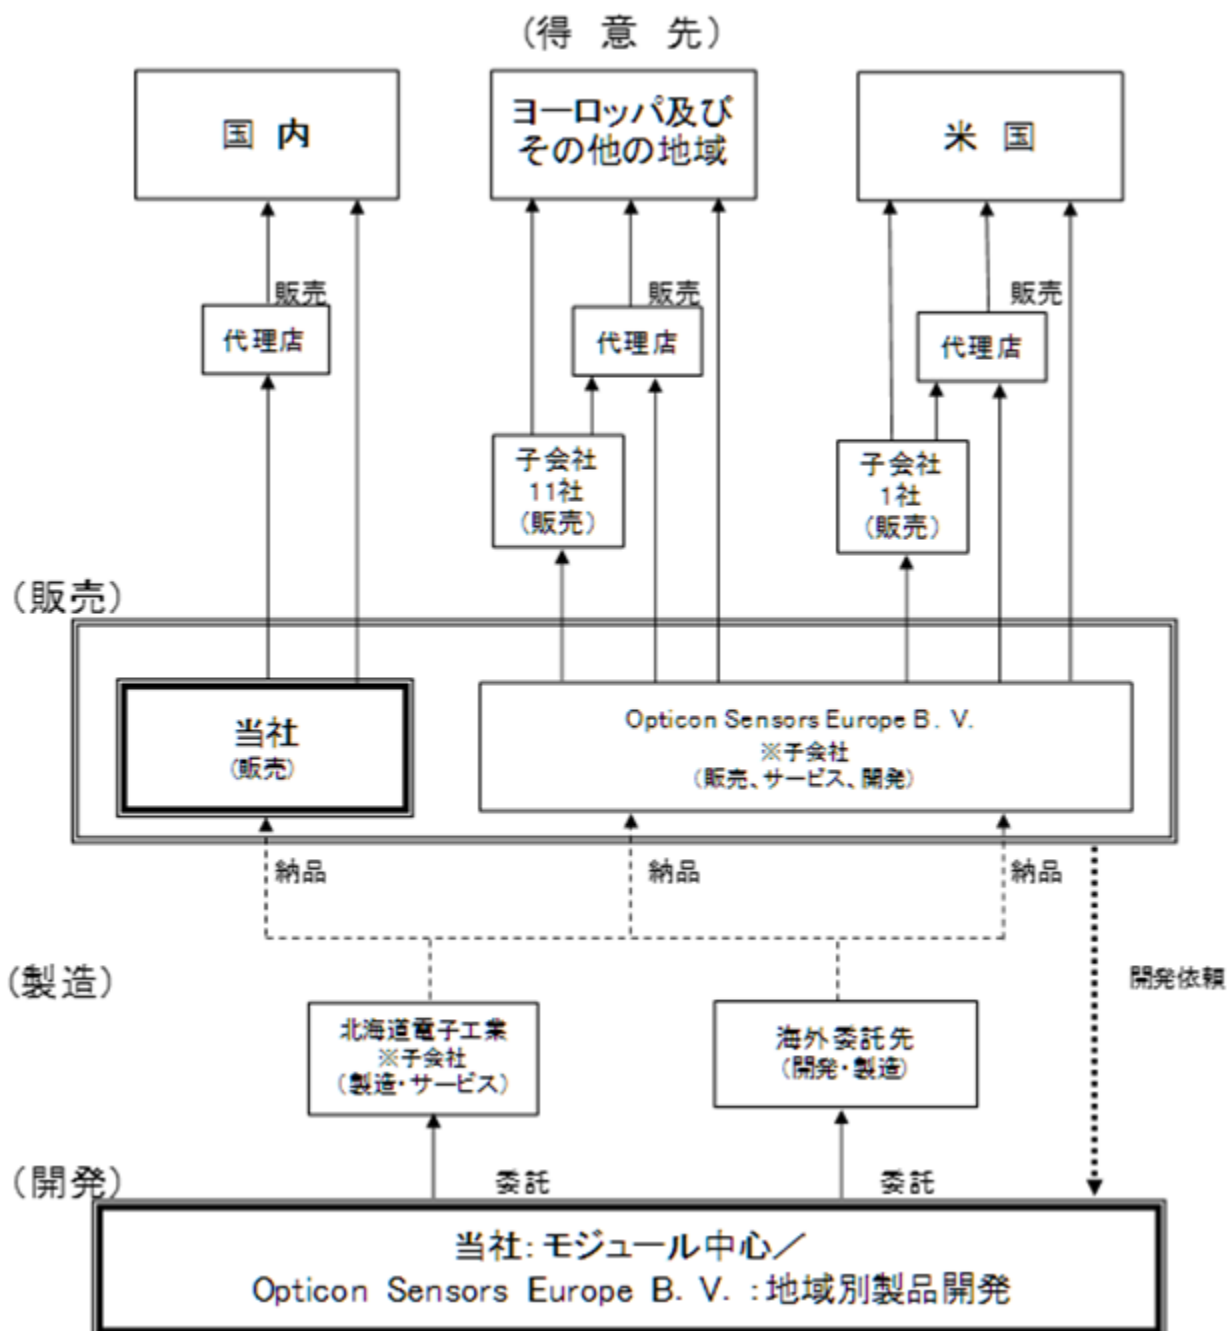 (得 意 先)
国 内
ヨーロッパ及び
その他の地域
米 国
販売
販売
販売
代理店
代理店
代理店
子会社
11社
(販売)
子会社
1社
(販売)
(販売)
当社
(販売)
Opticon Sensors Europe B. V.
※子会社
(販売、サービス、開発)
納品
納品
納品
(製造)
開発依頼
北海道電子工業
※子会社
(製造・サービス)
海外委託先
(開発・製造)
(開発)
委託
委託
当社:モジュール中心/
Opticon Sensors Europe B. V. :地域別製品開発